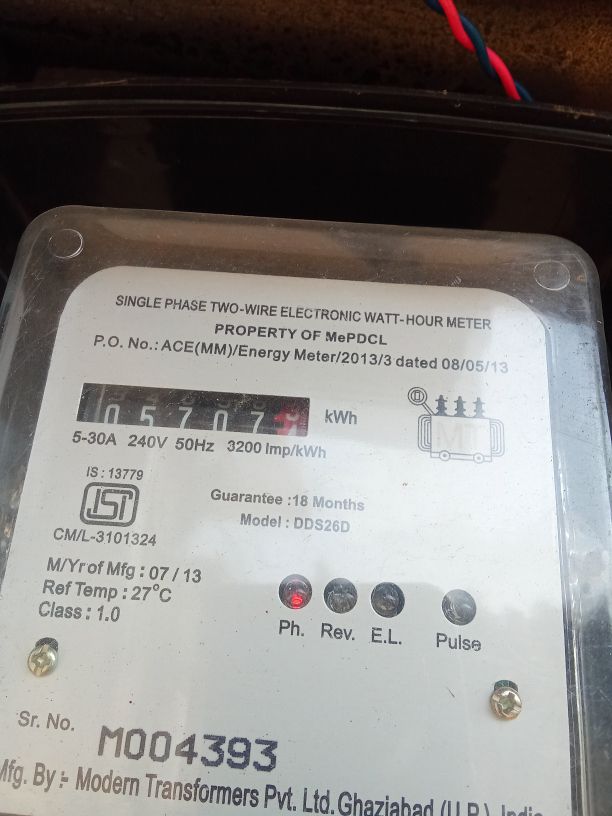 SINGLE PHASE TWO-WIRE ELECTRONIC WATT-HOUR METER
PROPERTY OF MePDCL
P.O. No.: ACE(MM)/Energy Meter/2013/3 dated 08/05/13
05707 kWh
5-30A 240V 50Hz 3200 Imp/kWh
MT
IS : 13779
ISI
CM/L-3101324
Guarantee :18 Months
Model : DDS26D
M/Yr of Mfg : 07 / 13
Ref Temp : 27°C
Class : 1.0
Ph. Rev. E.L. Pulse
Sr. No. M004393
Mfg. By :- Modern Transformers Pvt. Ltd. Ghaziabad (U.P.) India